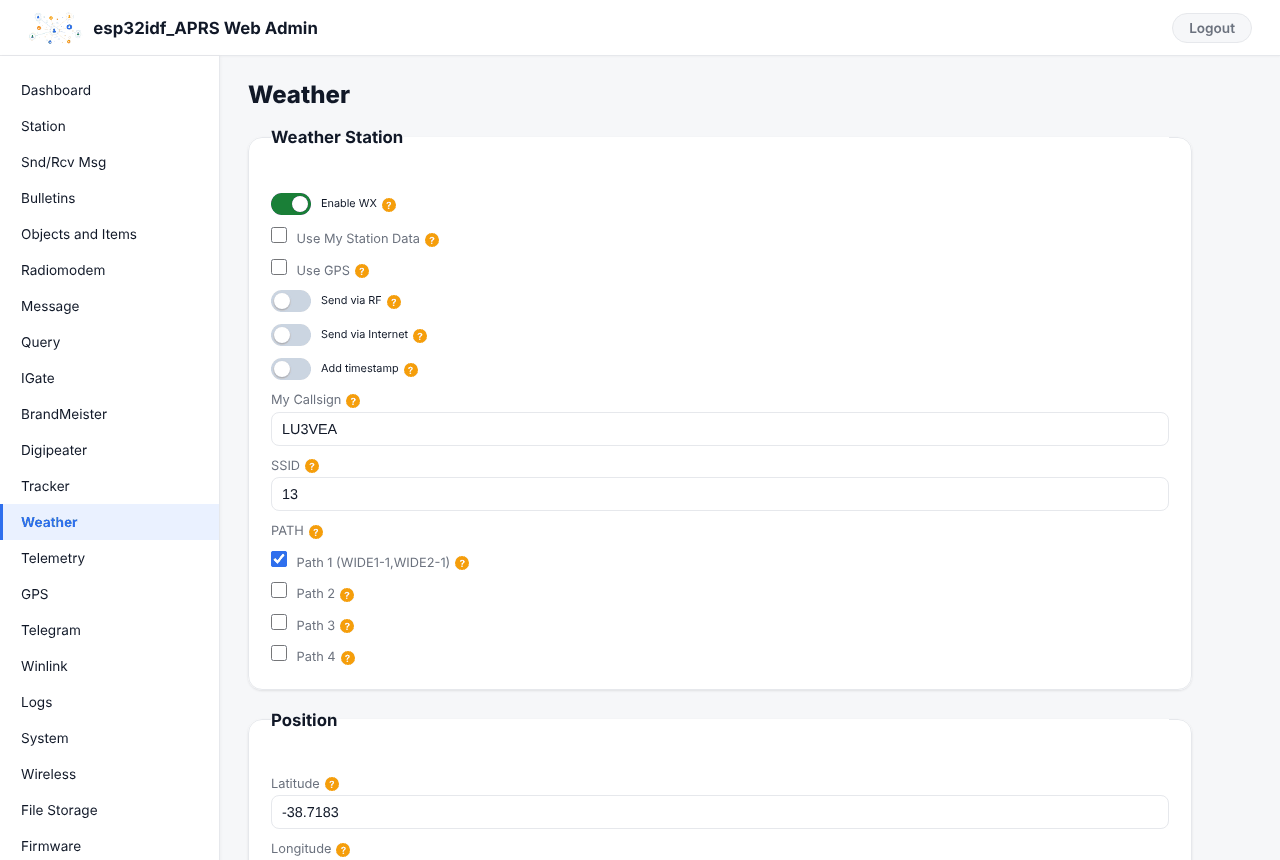 esp32idf_APRS Web Admin
Logout
Dashboard
Station
Snd/Rcv Msg
Bulletins
Objects and Items
Radiomodem
Message
Query
IGate
BrandMeister
Digipeater
Tracker
Weather
Telemetry
GPS
Telegram
Winlink
Logs
System
Wireless
File Storage
Firmware
Weather
Weather Station
Enable WX ?
Use My Station Data ?
Use GPS ?
Send via RF ?
Send via Internet ?
Add timestamp ?
My Callsign ?
LU3VEA
SSID ?
13
PATH ?
Path 1 (WIDE1-1,WIDE2-1) ?
Path 2 ?
Path 3 ?
Path 4 ?
Position
Latitude ?
-38.7183
Longitude ?